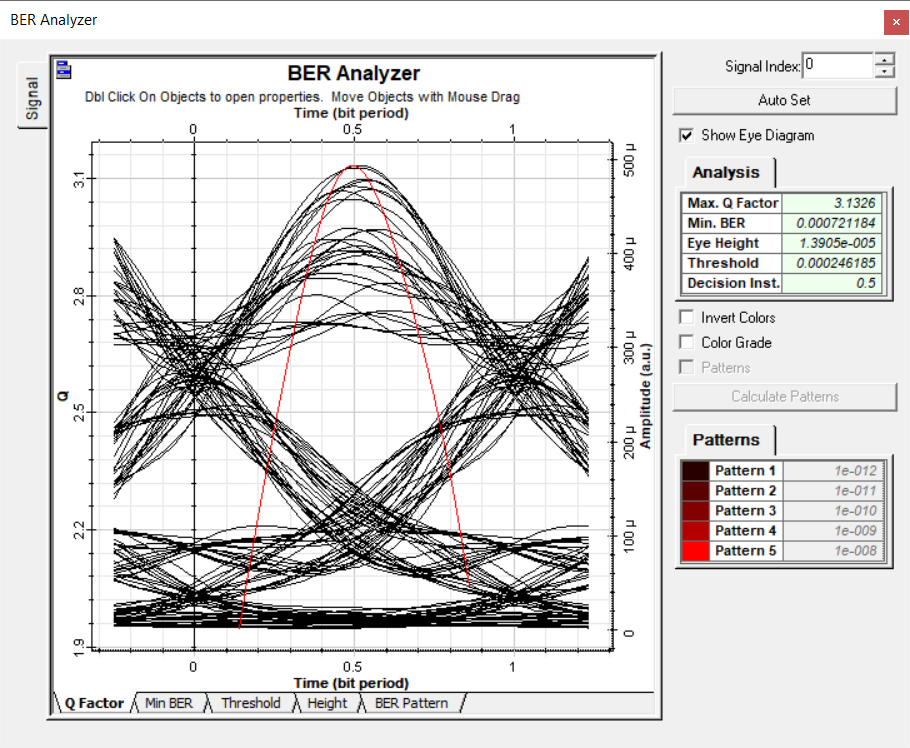 BER Analyzer
Signal
BER Analyzer
Dbl Click On Objects to open properties. Move Objects with Mouse Drag
Time (bit period)
0 0.5 1
Q
3.1
2.8
2.5
2.2
1.9
Amplitude (a.u.)
500 µ
400 µ
300 µ
200 µ
100 µ
0
0 0.5 1
Time (bit period)
Q Factor Min BER Threshold Height BER Pattern
Signal Index: 0
Auto Set
Show Eye Diagram
Analysis
Max. Q Factor 3.1326
Min. BER 0.000721184
Eye Height 1.3905e-005
Threshold 0.000246185
Decision Inst. 0.5
Invert Colors
Color Grade
Patterns
Calculate Patterns
Patterns
Pattern 1 1e-012
Pattern 2 1e-011
Pattern 3 1e-010
Pattern 4 1e-009
Pattern 5 1e-008